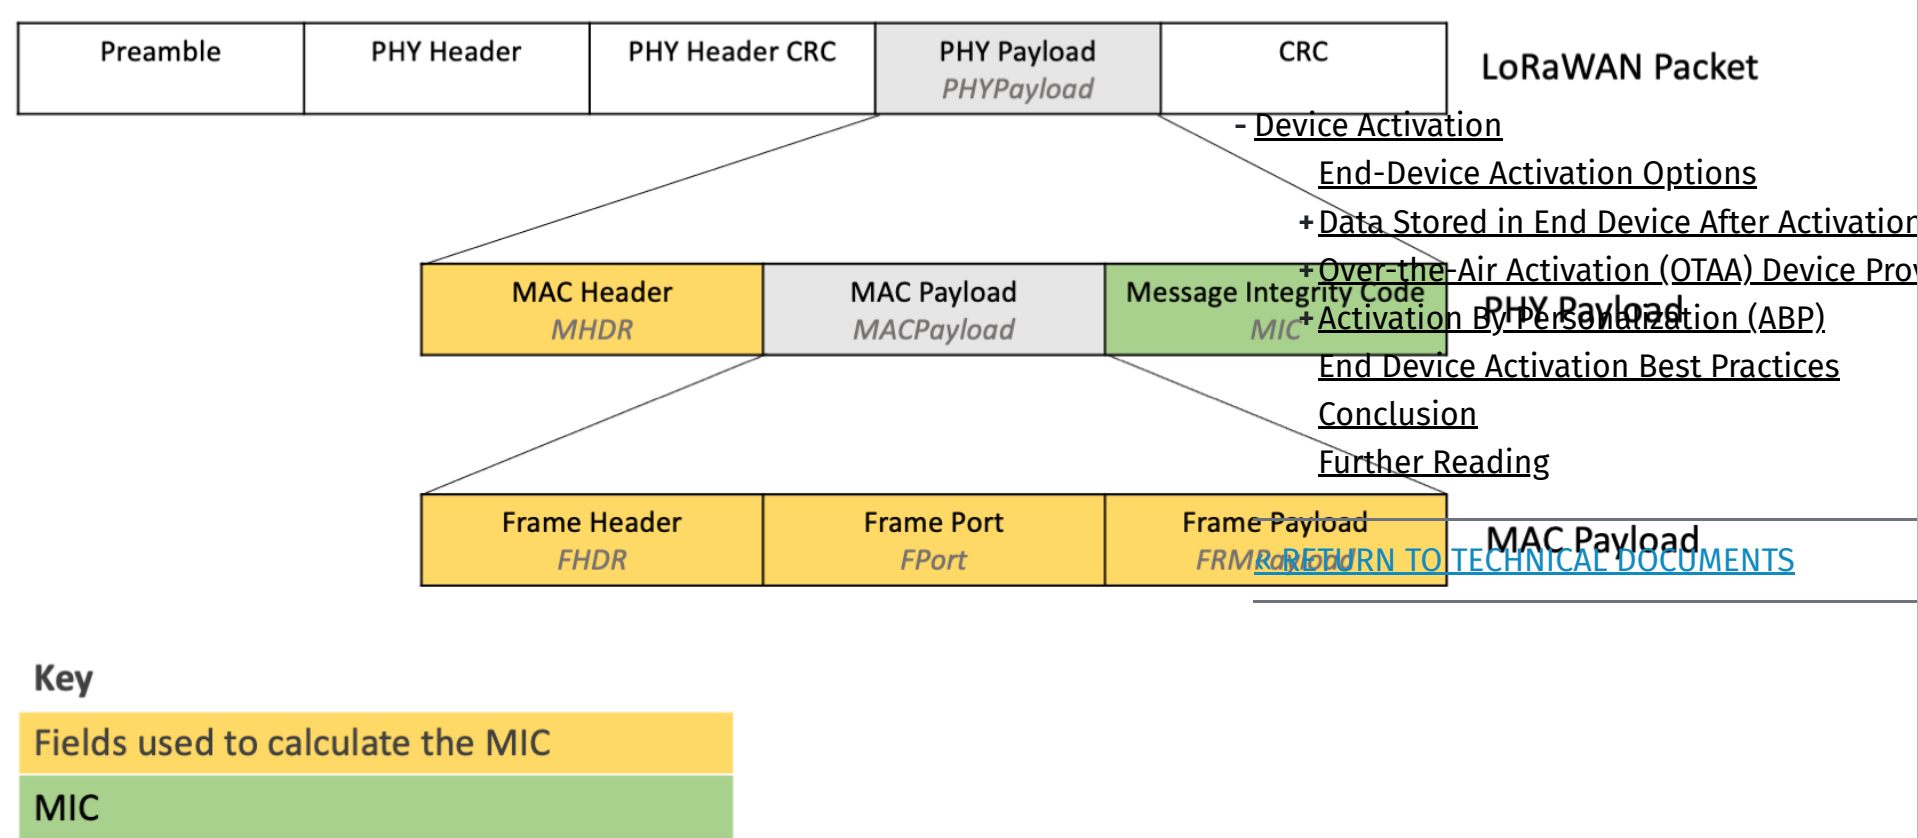 Preamble
PHY Header
PHY Header CRC
PHY Payload
PHYPayload
CRC
LoRaWAN Packet
- Device Activation
End-Device Activation Options
+ Data Stored in End Device After Activation
+ Over-the-Air Activation (OTAA) Device Prov
MAC Header
MHDR
MAC Payload
MACPayload
Message Integrity Code
MIC
PHY Payload
+ Activation By Personalization (ABP)
End Device Activation Best Practices
Conclusion
Further Reading
Frame Header
FHDR
Frame Port
FPort
Frame Payload
FRMPayload
MAC Payload
« RETURN TO TECHNICAL DOCUMENTS
Key
Fields used to calculate the MIC
MIC